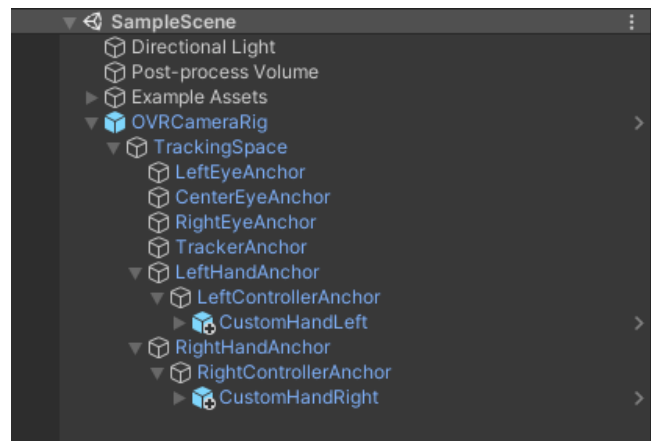 SampleScene
Directional Light
Post-process Volume
Example Assets
OVRCameraRig
TrackingSpace
LeftEyeAnchor
CenterEyeAnchor
RightEyeAnchor
TrackerAnchor
LeftHandAnchor
LeftControllerAnchor
CustomHandLeft
RightHandAnchor
RightControllerAnchor
CustomHandRight